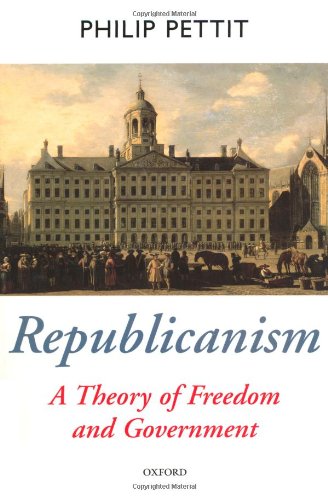 PHILIP PETTIT
Republicanism
A Theory of Freedom
and Government
OXFORD